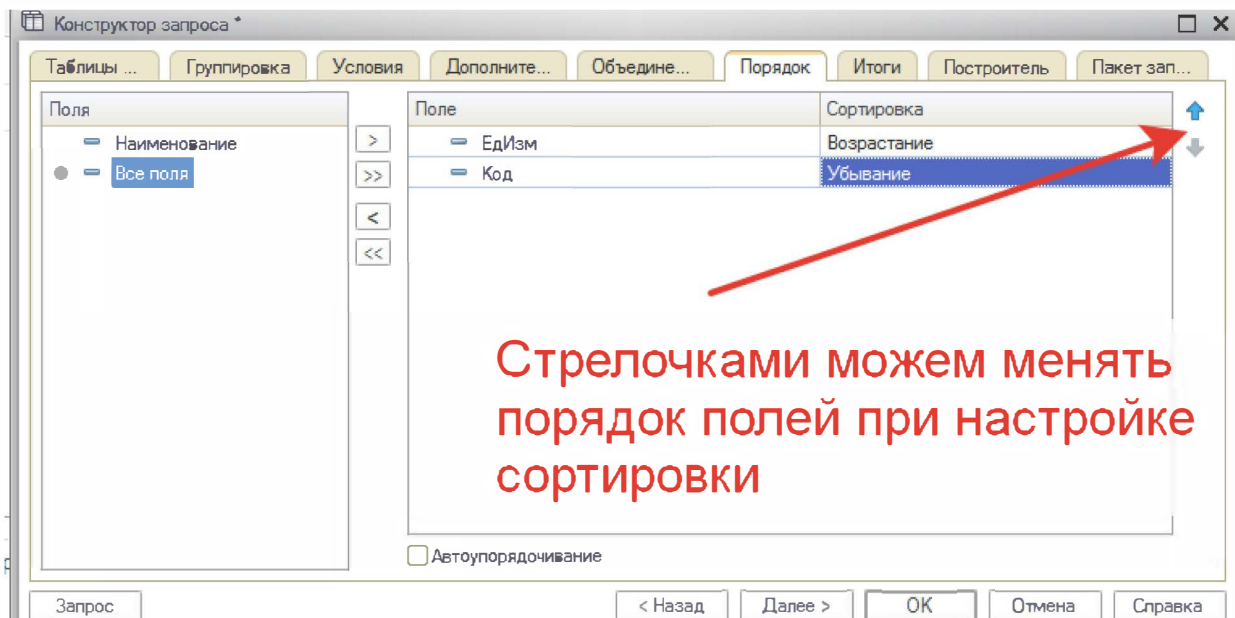 Конструктор запроса *
Таблицы ... Группировка Условия Дополните... Объедине... Порядок Итоги Построитель Пакет зап...
Поля Поле Сортировка
Наименование > ЕдИзм Возрастание
Все поля >> Код Убывание
<
<<
Стрелочками можем менять
порядок полей при настройке
сортировки
Автоупорядочивание
Запрос < Назад Далее > OK Отмена Справка